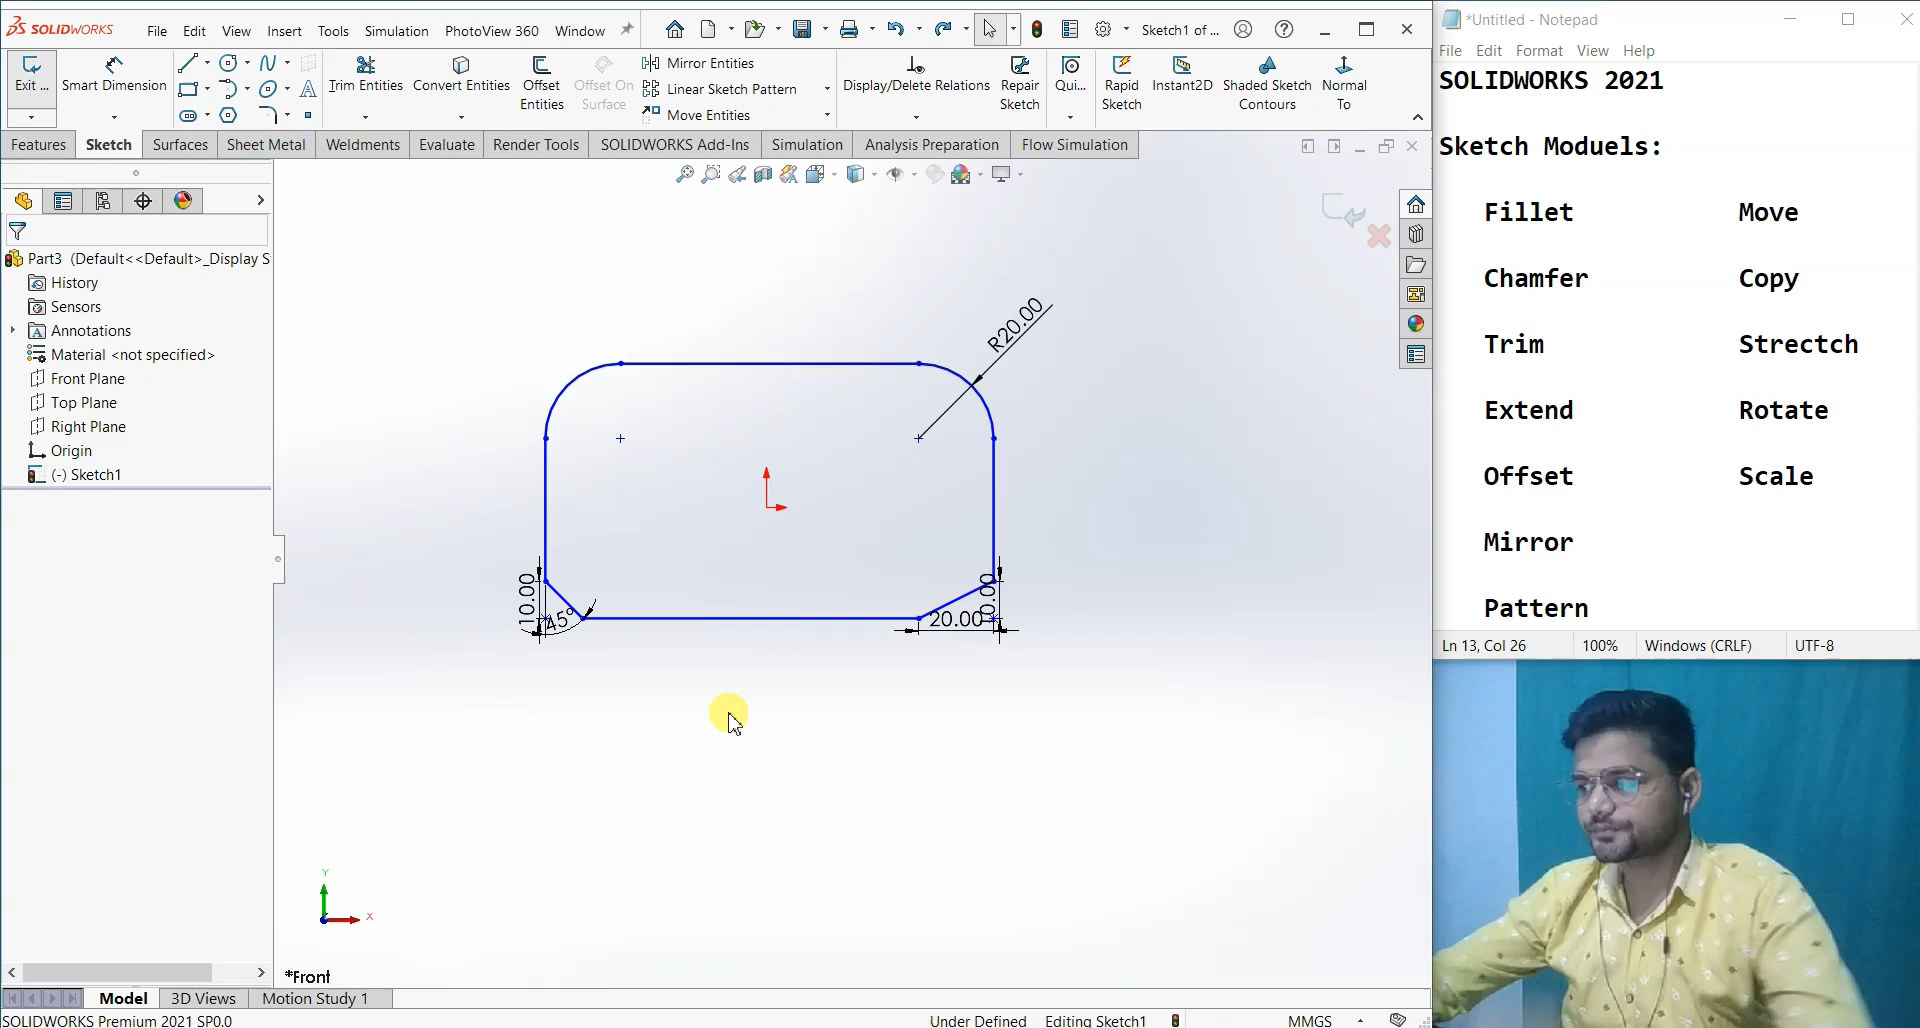 SOLIDWORKS File Edit View Insert Tools Simulation PhotoView 360 Window Sketch1 of ...
Exit ... Smart Dimension Trim Entities Convert Entities Offset Entities Offset On Surface Mirror Entities Linear Sketch Pattern Move Entities Display/Delete Relations Repair Sketch Qui... Rapid Sketch Instant2D Shaded Sketch Contours Normal To
Features Sketch Surfaces Sheet Metal Weldments Evaluate Render Tools SOLIDWORKS Add-Ins Simulation Analysis Preparation Flow Simulation
Part3 (Default<<Default>_Display S
History
Sensors
Annotations
Material <not specified>
Front Plane
Top Plane
Right Plane
Origin
(-) Sketch1
R20.00
10.00
45°
20.00
10.00
Y
X
*Front
Model 3D Views Motion Study 1
SOLIDWORKS Premium 2021 SP0.0 Under Defined Editing Sketch1 MMGS
*Untitled - Notepad
File Edit Format View Help
SOLIDWORKS 2021
Sketch Moduels:
Fillet Move
Chamfer Copy
Trim Strectch
Extend Rotate
Offset Scale
Mirror
Pattern
Ln 13, Col 26 100% Windows (CRLF) UTF-8